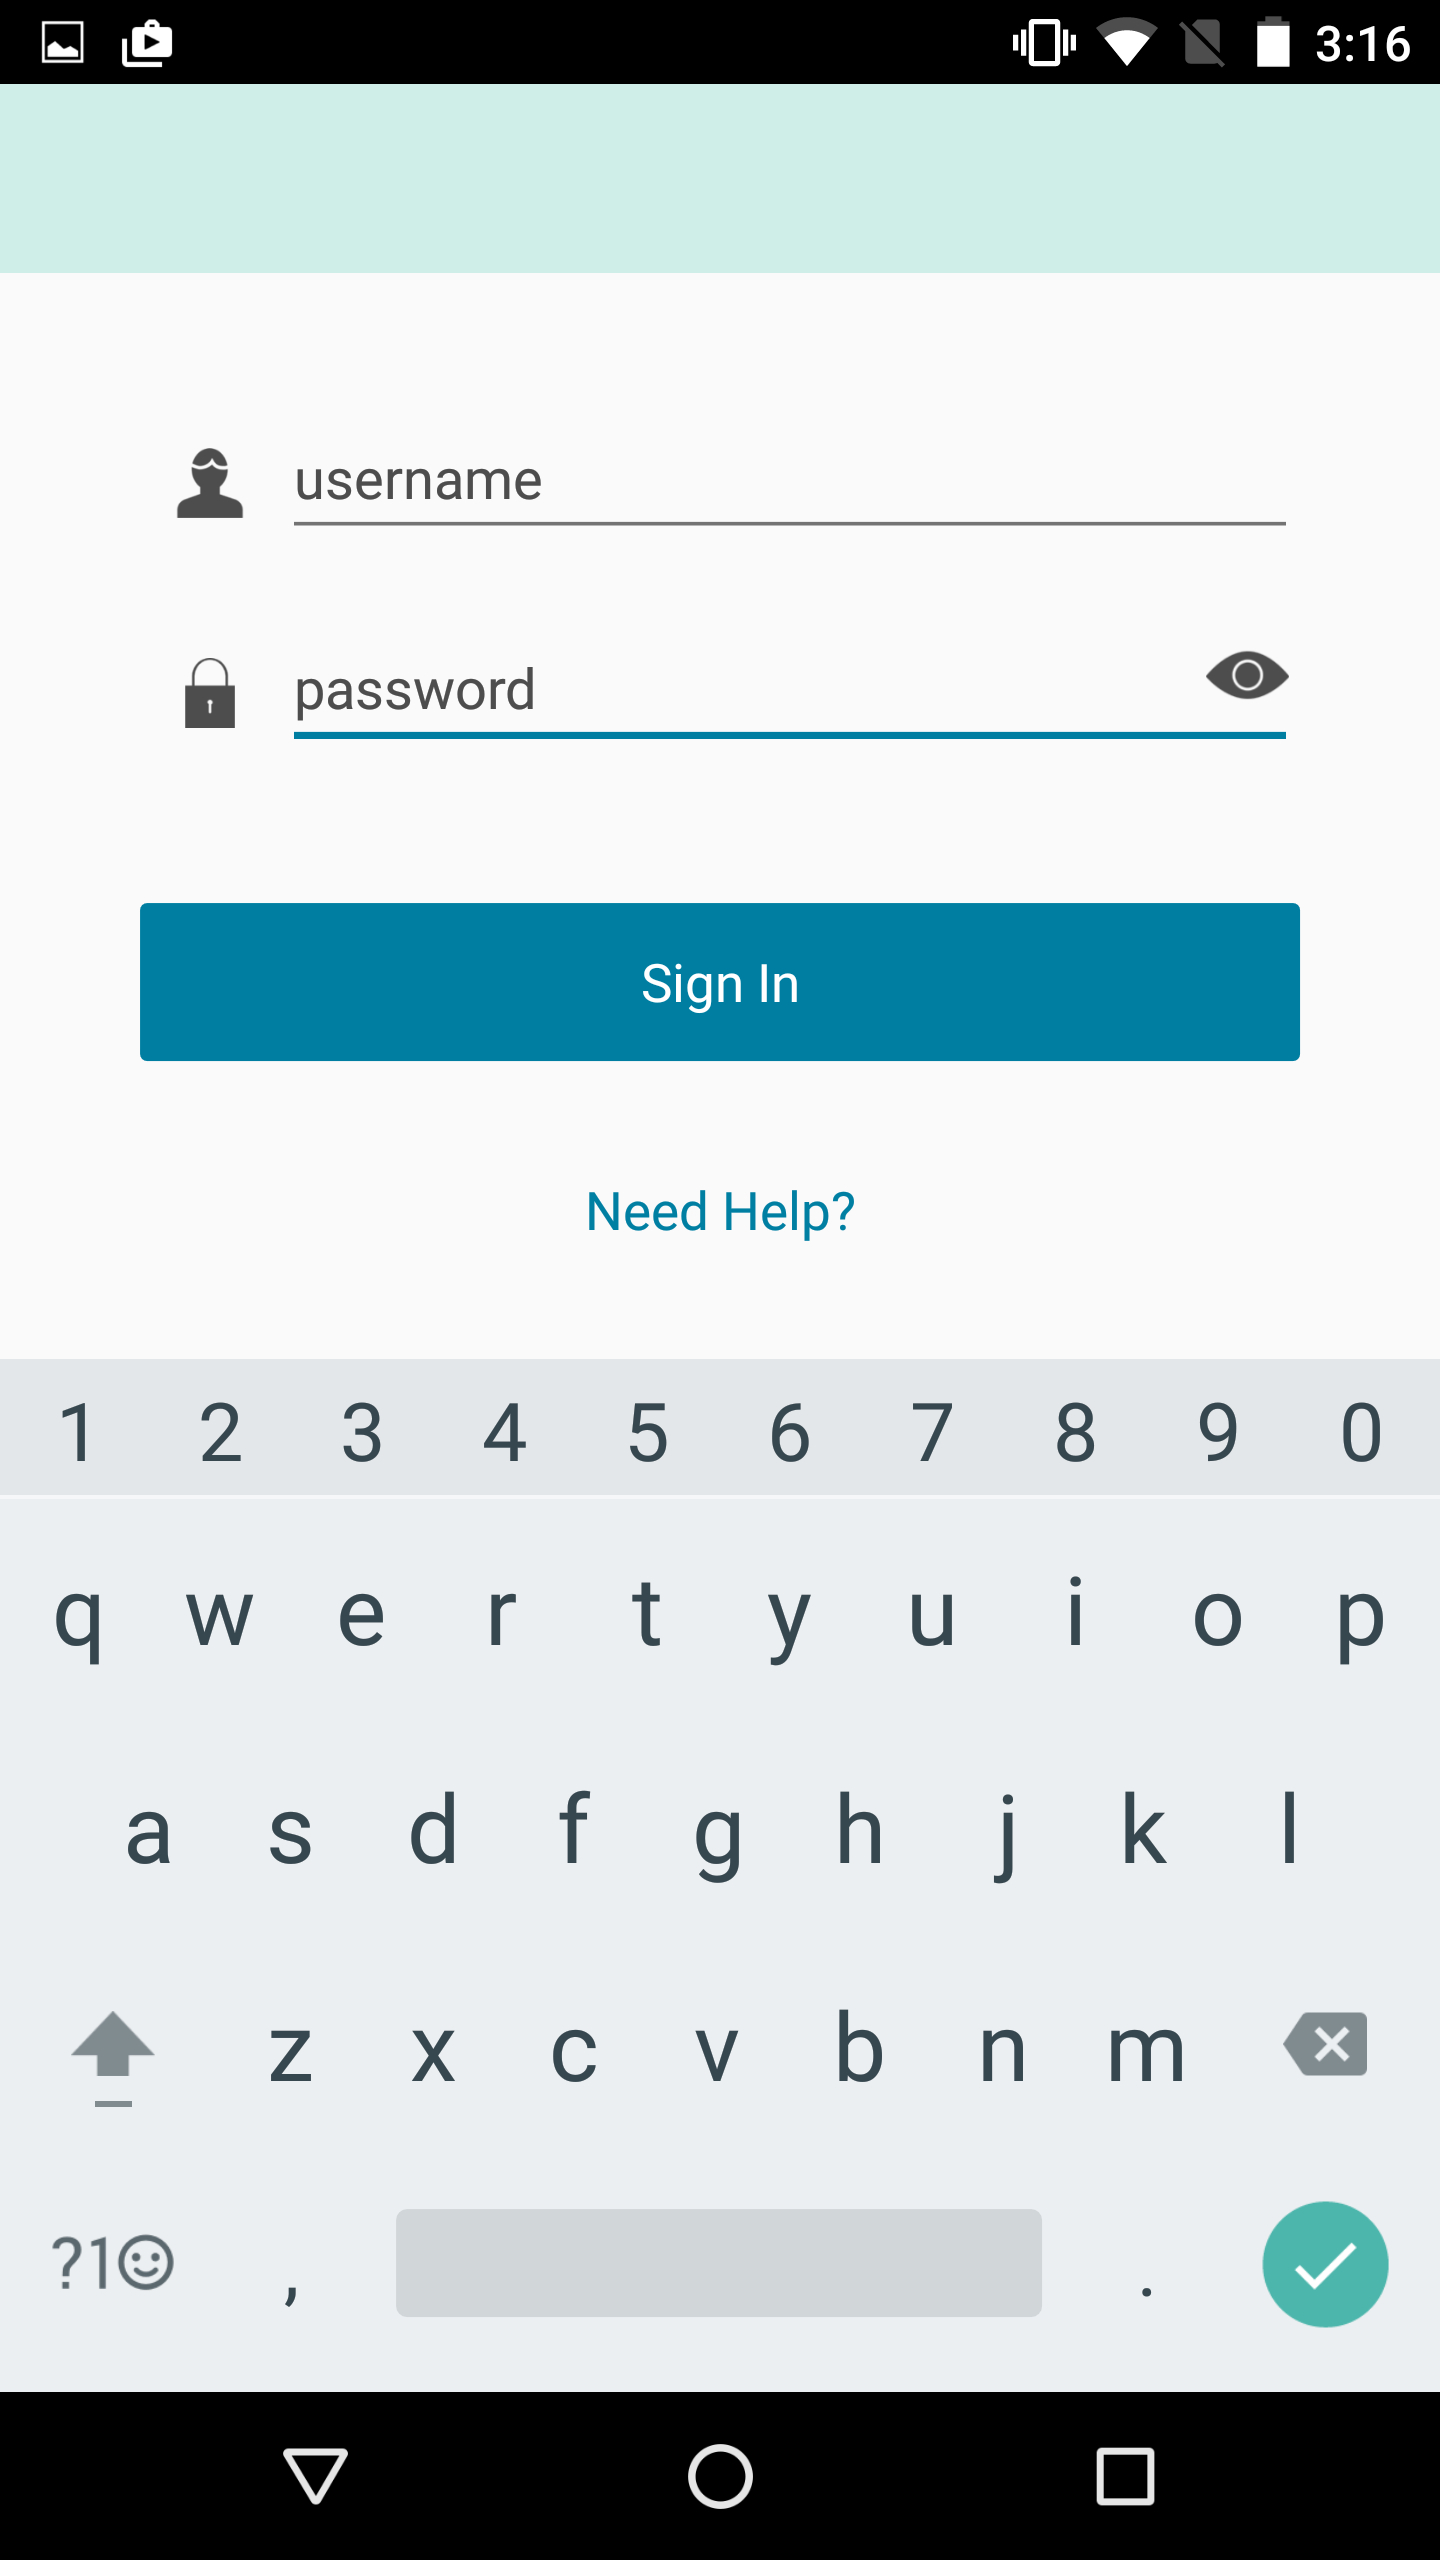 3:16
username
password
Sign In
Need Help?
1 2 3 4 5 6 7 8 9 0
q w e r t y u i o p
a s d f g h j k l
z x c v b n m
?1☺ , .